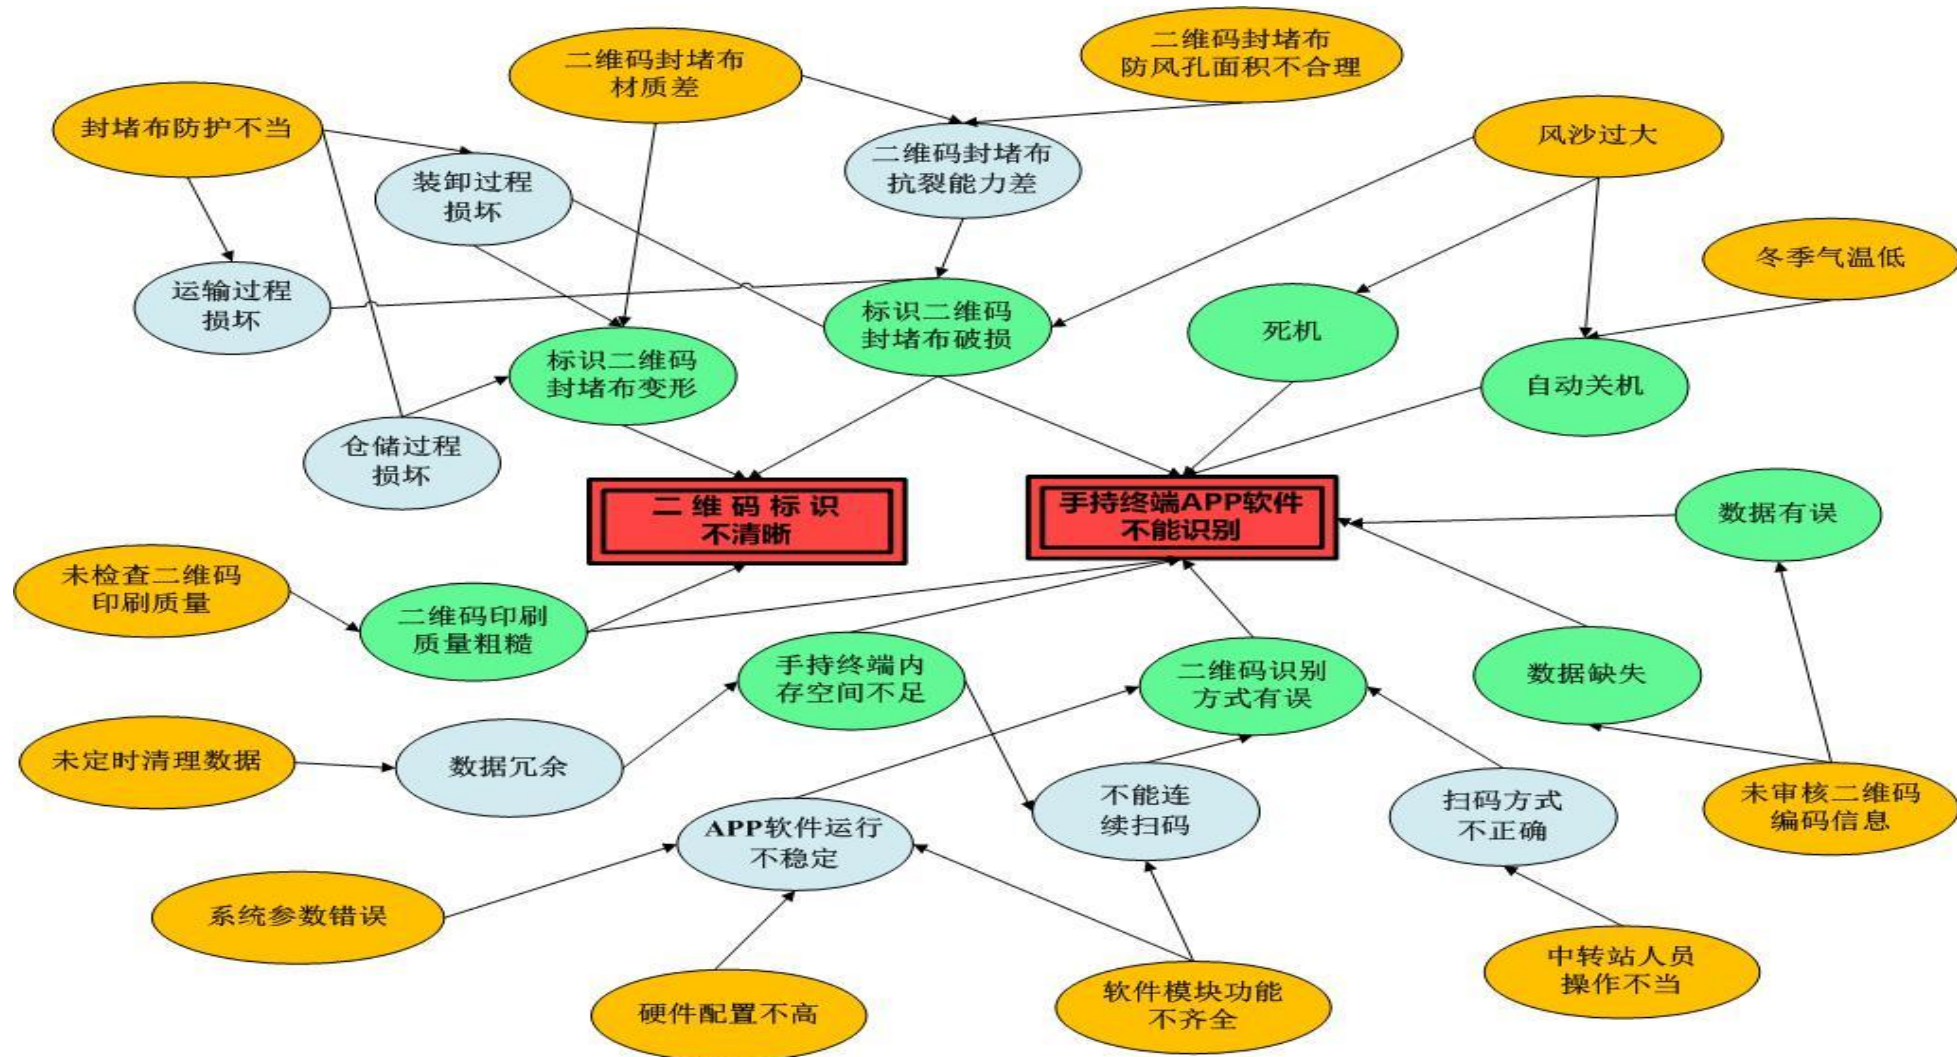 二维码封堵布
材质差
二维码封堵布
防风孔面积不合理
封堵布防护不当
风沙过大
二维码封堵布
抗裂能力差
装卸过程
损坏
冬季气温低
运输过程
损坏
标识二维码
封堵布破损
死机
标识二维码
封堵布变形
自动关机
仓储过程
损坏
二 维 码 标 识
不清晰
手持终端APP软件
不能识别
数据有误
未检查二维码
印刷质量
二维码印刷
质量粗糙
手持终端内
存空间不足
二维码识别
方式有误
数据缺失
未定时清理数据
数据冗余
不能连
续扫码
扫码方式
不正确
未审核二维码
编码信息
APP软件运行
不稳定
系统参数错误
中转站人员
操作不当
硬件配置不高
软件模块功能
不齐全